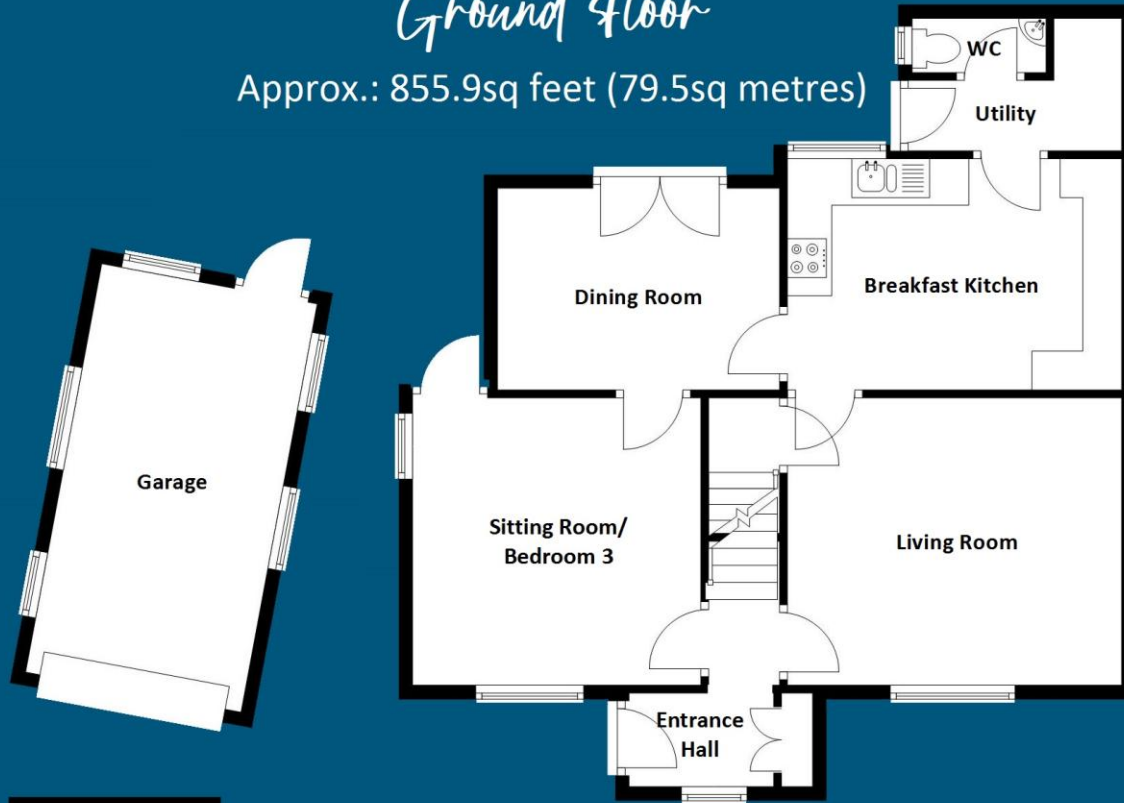 Ground Floor
Approx.: 855.9sq feet (79.5sq metres)
WC
Utility
Dining Room
Breakfast Kitchen
Garage
Sitting Room/
Bedroom 3
Living Room
Entrance
Hall